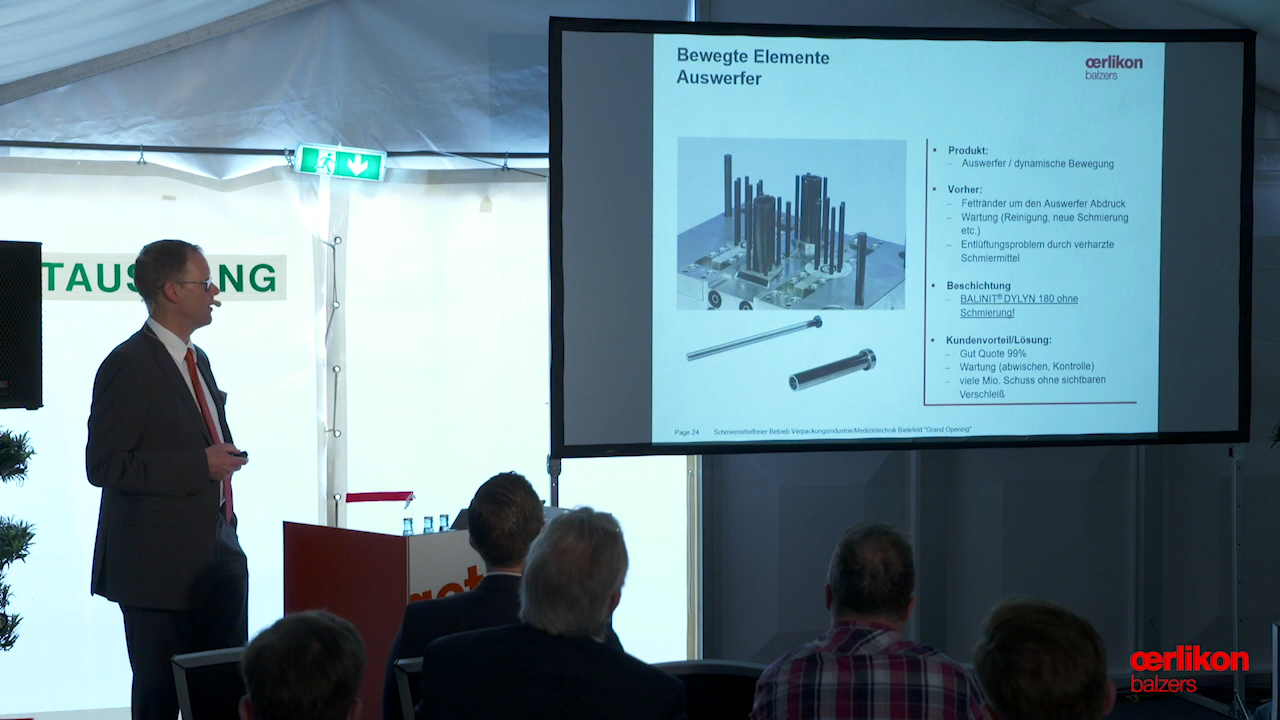 Bewegte Elemente
Auswerfer
œrlikon
balzers
Produkt:
Auswerfer / dynamische Bewegung
Vorher:
Fettränder um den Auswerfer Abdruck
Wartung (Reinigung, neue Schmierung
etc.)
Entlüftungsproblem durch verharzte
Schmiermittel
Beschichtung
BALINIT® DYLYN 180 ohne
Schmierung!
Kundenvorteil/Lösung:
Gut Quote 99%
Wartung (abwischen, Kontrolle)
viele Mio. Schuss ohne sichtbaren
Verschleiß
Page 24 Schmiermittelfreier Betrieb Verpackungsindustrie/Medizintechnik Bielefeld "Grand Opening"
œrlikon
balzers